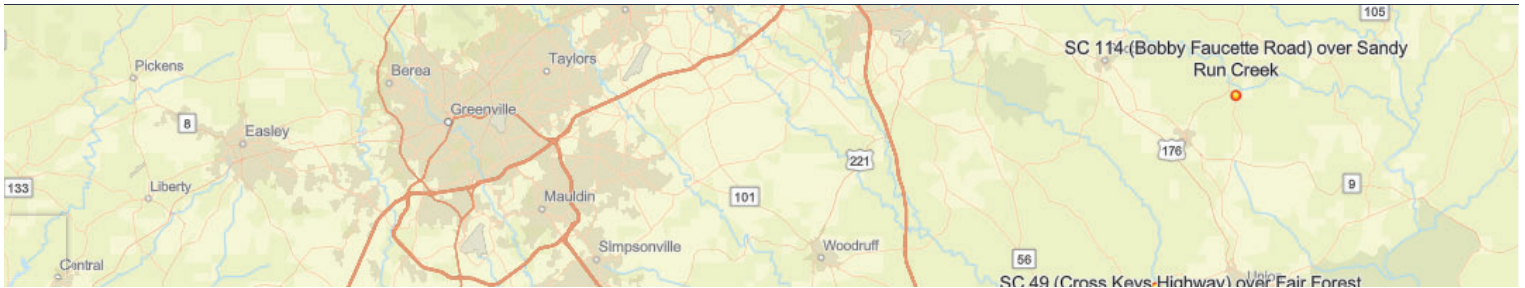 105
SC 114 (Bobby Faucette Road) over Sandy
Run Creek
Taylors
Pickens
Berea
Greenville
8
Easley
176
221
133
Liberty
9
Mauldin
101
Simpsonville
Woodruff
56
Central
Union
SC 49 (Cross Keys Highway) over Fair Forest